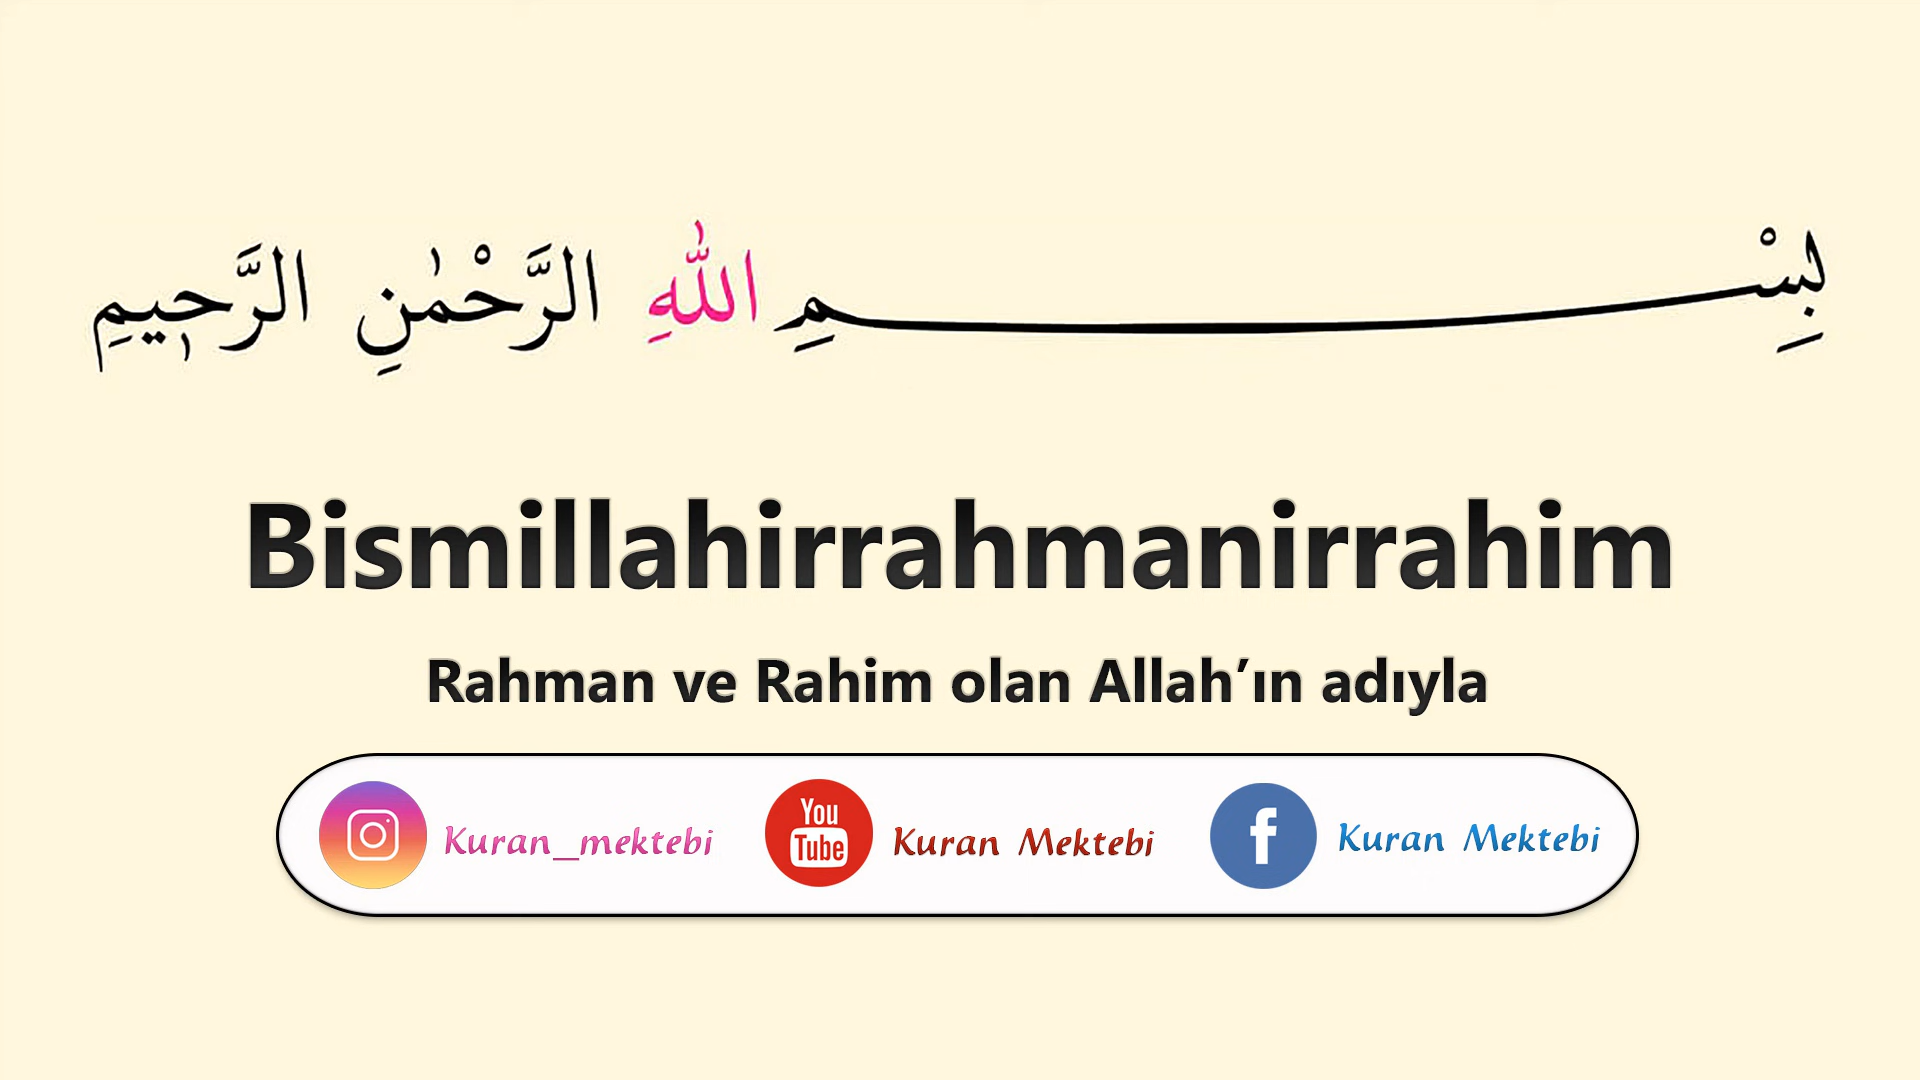 بِسْــــــمِ اللّٰهِ الرَّحْمٰنِ الرَّحٖيمِ
Bismillahirrahmanirrahim
Rahman ve Rahim olan Allah’ın adıyla
Kuran_mektebi You Tube Kuran Mektebi f Kuran Mektebi